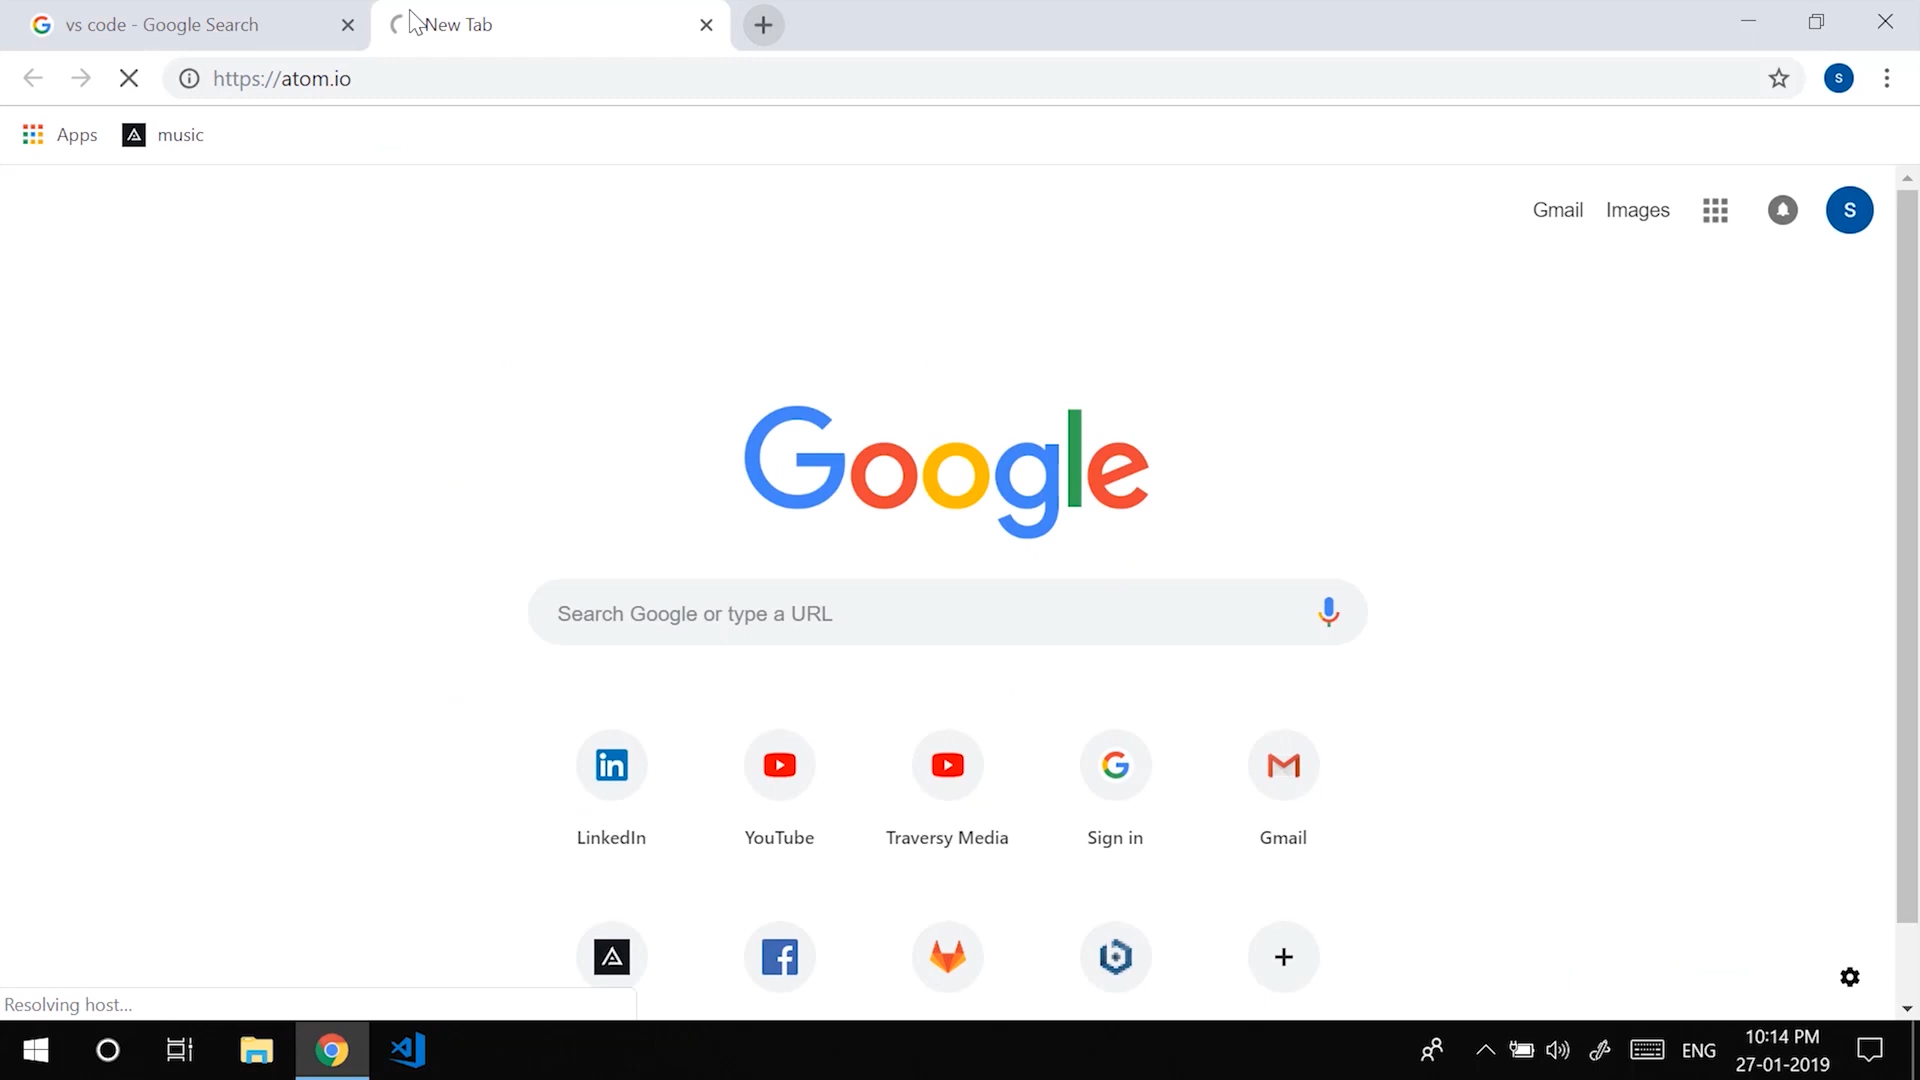 vs code - Google Search
New Tab
https://atom.io
S
Apps
music
Gmail
Images
S
Google
Search Google or type a URL
LinkedIn
YouTube
Traversy Media
Sign in
Gmail
Resolving host...
ENG
10:14 PM
27-01-2019